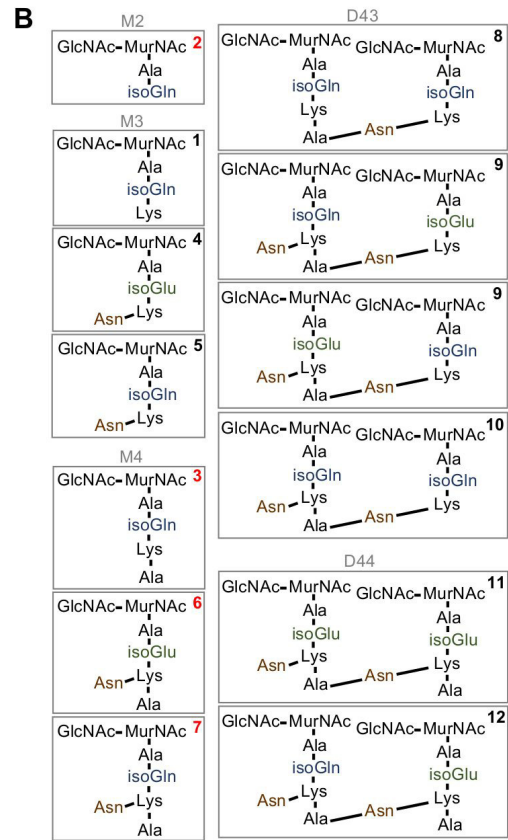 B
M2
GlcNAc-MurNAc 2
Ala
isoGln
M3
GlcNAc-MurNAc 1
Ala
isoGln
Lys
GlcNAc-MurNAc 4
Ala
isoGlu
Asn Lys
GlcNAc-MurNAc 5
Ala
isoGln
Asn Lys
M4
GlcNAc-MurNAc 3
Ala
isoGln
Lys
Ala
GlcNAc-MurNAc 6
Ala
isoGlu
Asn Lys
Ala
GlcNAc-MurNAc 7
Ala
isoGln
Asn Lys
Ala
D43
GlcNAc-MurNAc GlcNAc-MurNAc 8
Ala Ala
isoGln isoGln
Lys Lys
Ala Asn
GlcNAc-MurNAc GlcNAc-MurNAc 9
Ala Ala
isoGln isoGlu
Asn Lys Lys
Ala Asn
GlcNAc-MurNAc GlcNAc-MurNAc 9
Ala Ala
isoGlu isoGln
Asn Lys Lys
Ala Asn
GlcNAc-MurNAc GlcNAc-MurNAc 10
Ala Ala
isoGln isoGln
Asn Lys Lys
Ala Asn
D44
GlcNAc-MurNAc GlcNAc-MurNAc 11
Ala Ala
isoGlu isoGlu
Asn Lys Lys
Ala Asn Ala
GlcNAc-MurNAc GlcNAc-MurNAc 12
Ala Ala
isoGln isoGlu
Asn Lys Lys
Ala Asn Ala